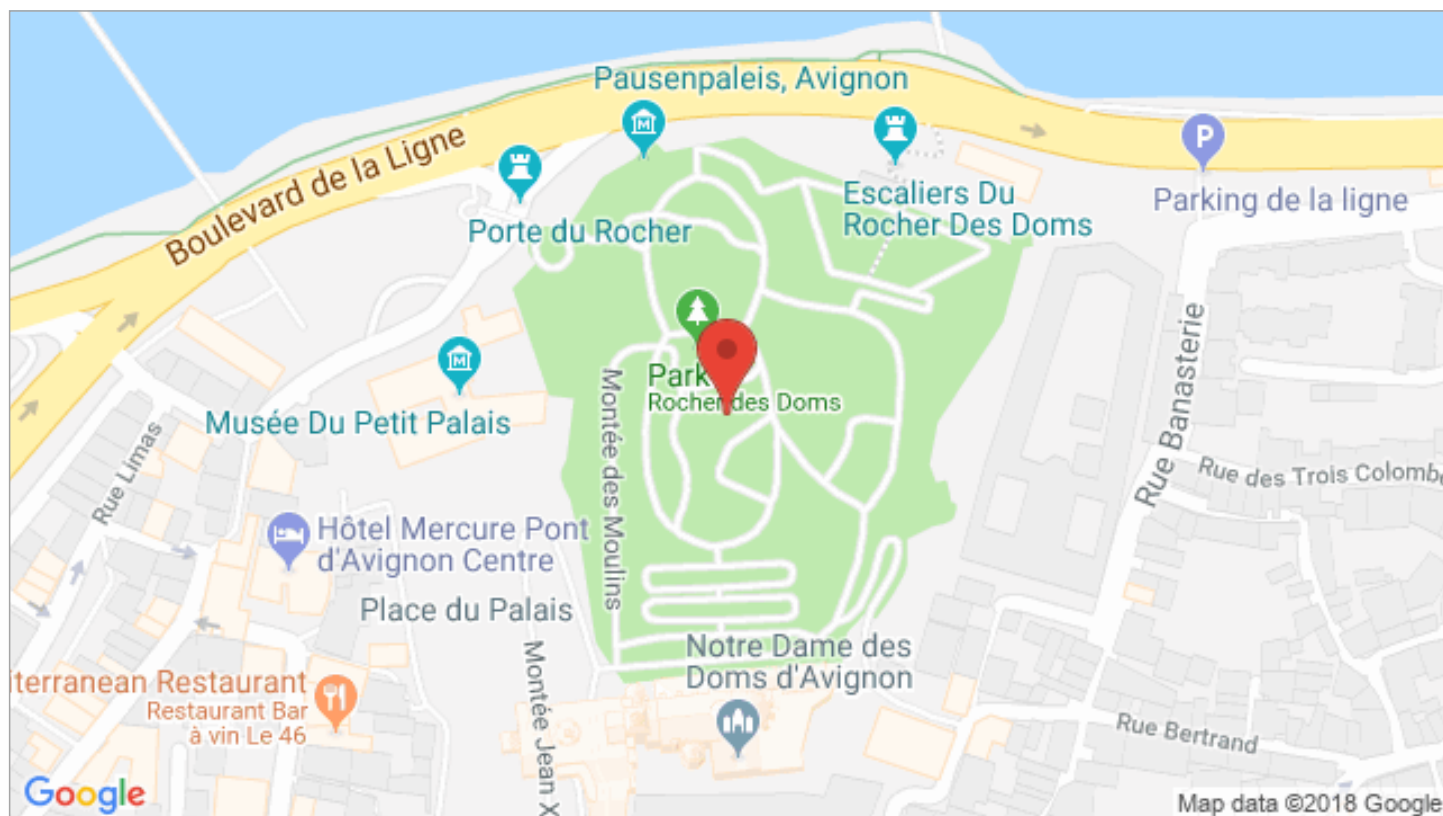 Pausenpaleis, Avignon
Boulevard de la Ligne
Porte du Rocher
Escaliers Du
Rocher Des Doms
P
Parking de la ligne
M
M
Musée Du Petit Palais
Park
Rocher des Doms
Montée des Moulins
Rue Limas
Rue Banasterie
Rue des Trois Colombe
Hôtel Mercure Pont
d'Avignon Centre
Place du Palais
Notre Dame des
Doms d'Avignon
Montée Jean X
iterranean Restaurant
Restaurant Bar
à vin Le 46
Rue Bertrand
Google
Map data ©2018 Google